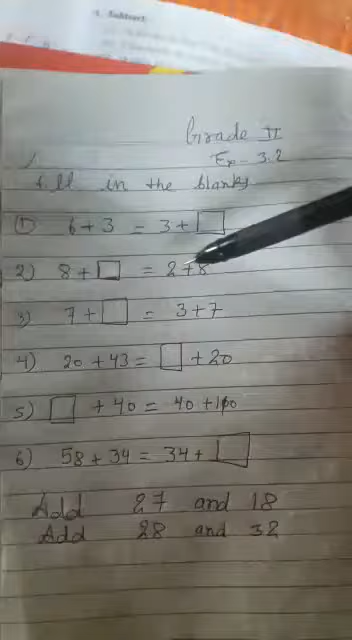 4. Subtract
Grade II
Ex - 3.2
fill in the blanks
1) 6 + 3 = 3 + □
2) 8 + □ = 2 + 8
3) 7 + □ = 3 + 7
4) 20 + 43 = □ + 20
5) □ + 40 = 40 + 100
6) 58 + 34 = 34 + □
Add 27 and 18
Add 28 and 32